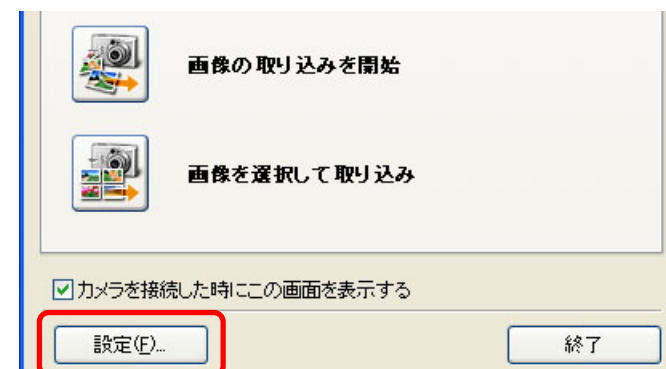 画像の取り込みを開始
画像を選択して取り込み
カメラを接続した時にこの画面を表示する
設定(F)...
終了